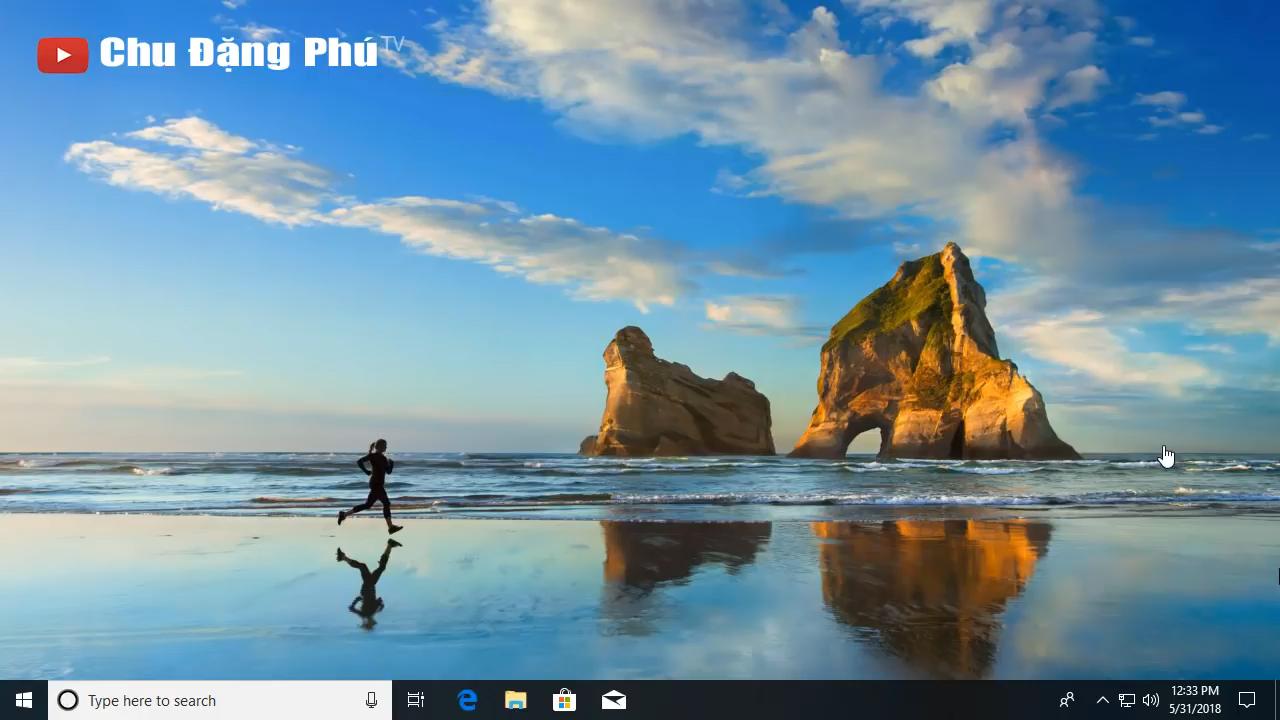 Chu Đặng Phú TV
Type here to search
12:33 PM
5/31/2018